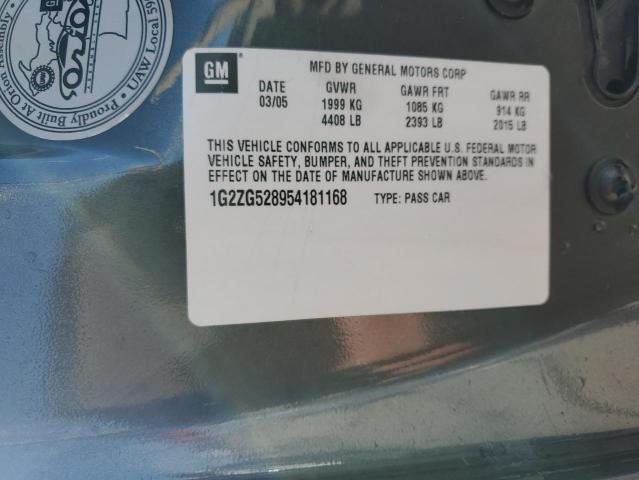 GM
MFD BY GENERAL MOTORS CORP
DATE GVWR GAWR FRT GAWR RR
03/05 1999 KG 1085 KG 914 KG
4408 LB 2393 LB 2015 LB
THIS VEHICLE CONFORMS TO ALL APPLICABLE U.S. FEDERAL MOTOR
VEHICLE SAFETY, BUMPER, AND THEFT PREVENTION STANDARDS IN
EFFECT ON THE DATE OF MANUFACTURE SHOWN ABOVE.
1G2ZG528954181168 TYPE: PASS CAR
Proudly Built At Orion Assembly
UAW Local